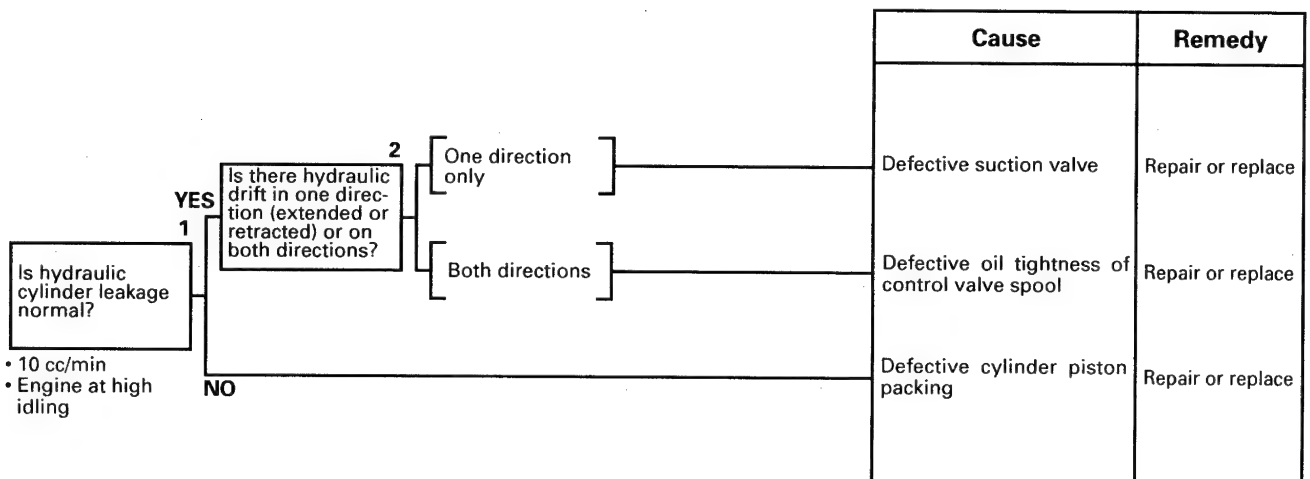 Cause
Remedy
2
One direction
only
Defective suction valve
Repair or replace
Is there hydraulic
drift in one direc-
tion (extended or
retracted) or on
both directions?
YES
1
Both directions
Defective oil tightness of
control valve spool
Repair or replace
Is hydraulic
cylinder leakage
normal?
• 10 cc/min
• Engine at high
idling
NO
Defective cylinder piston
packing
Repair or replace